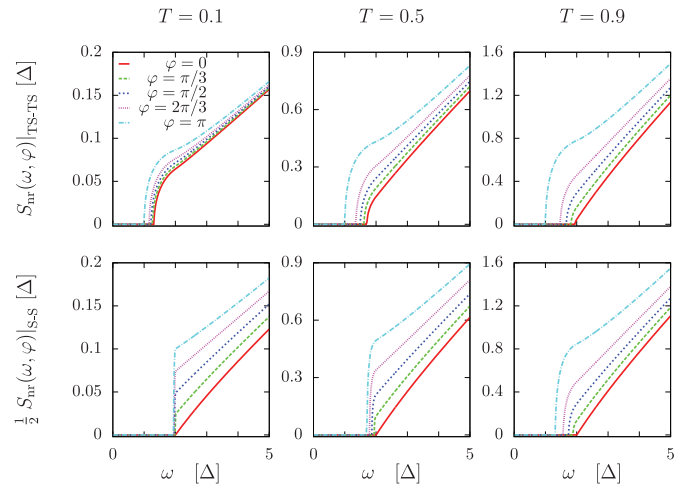 T = 0.1 T = 0.5 T = 0.9
S_nr(ω, φ)|_TS-TS [Δ]
0.2 0.9 1.6
0.15 0.6 1.2
0.1 0.8
0.05 0.3 0.4
0 0 0
φ = 0
φ = π/3
φ = π/2
φ = 2π/3
φ = π
½ S_nr(ω, φ)|_S-S [Δ]
0.2 0.9 1.6
0.15 0.6 1.2
0.1 0.8
0.05 0.3 0.4
0 0 0
0 5 0 5 0 5
ω [Δ] ω [Δ] ω [Δ]